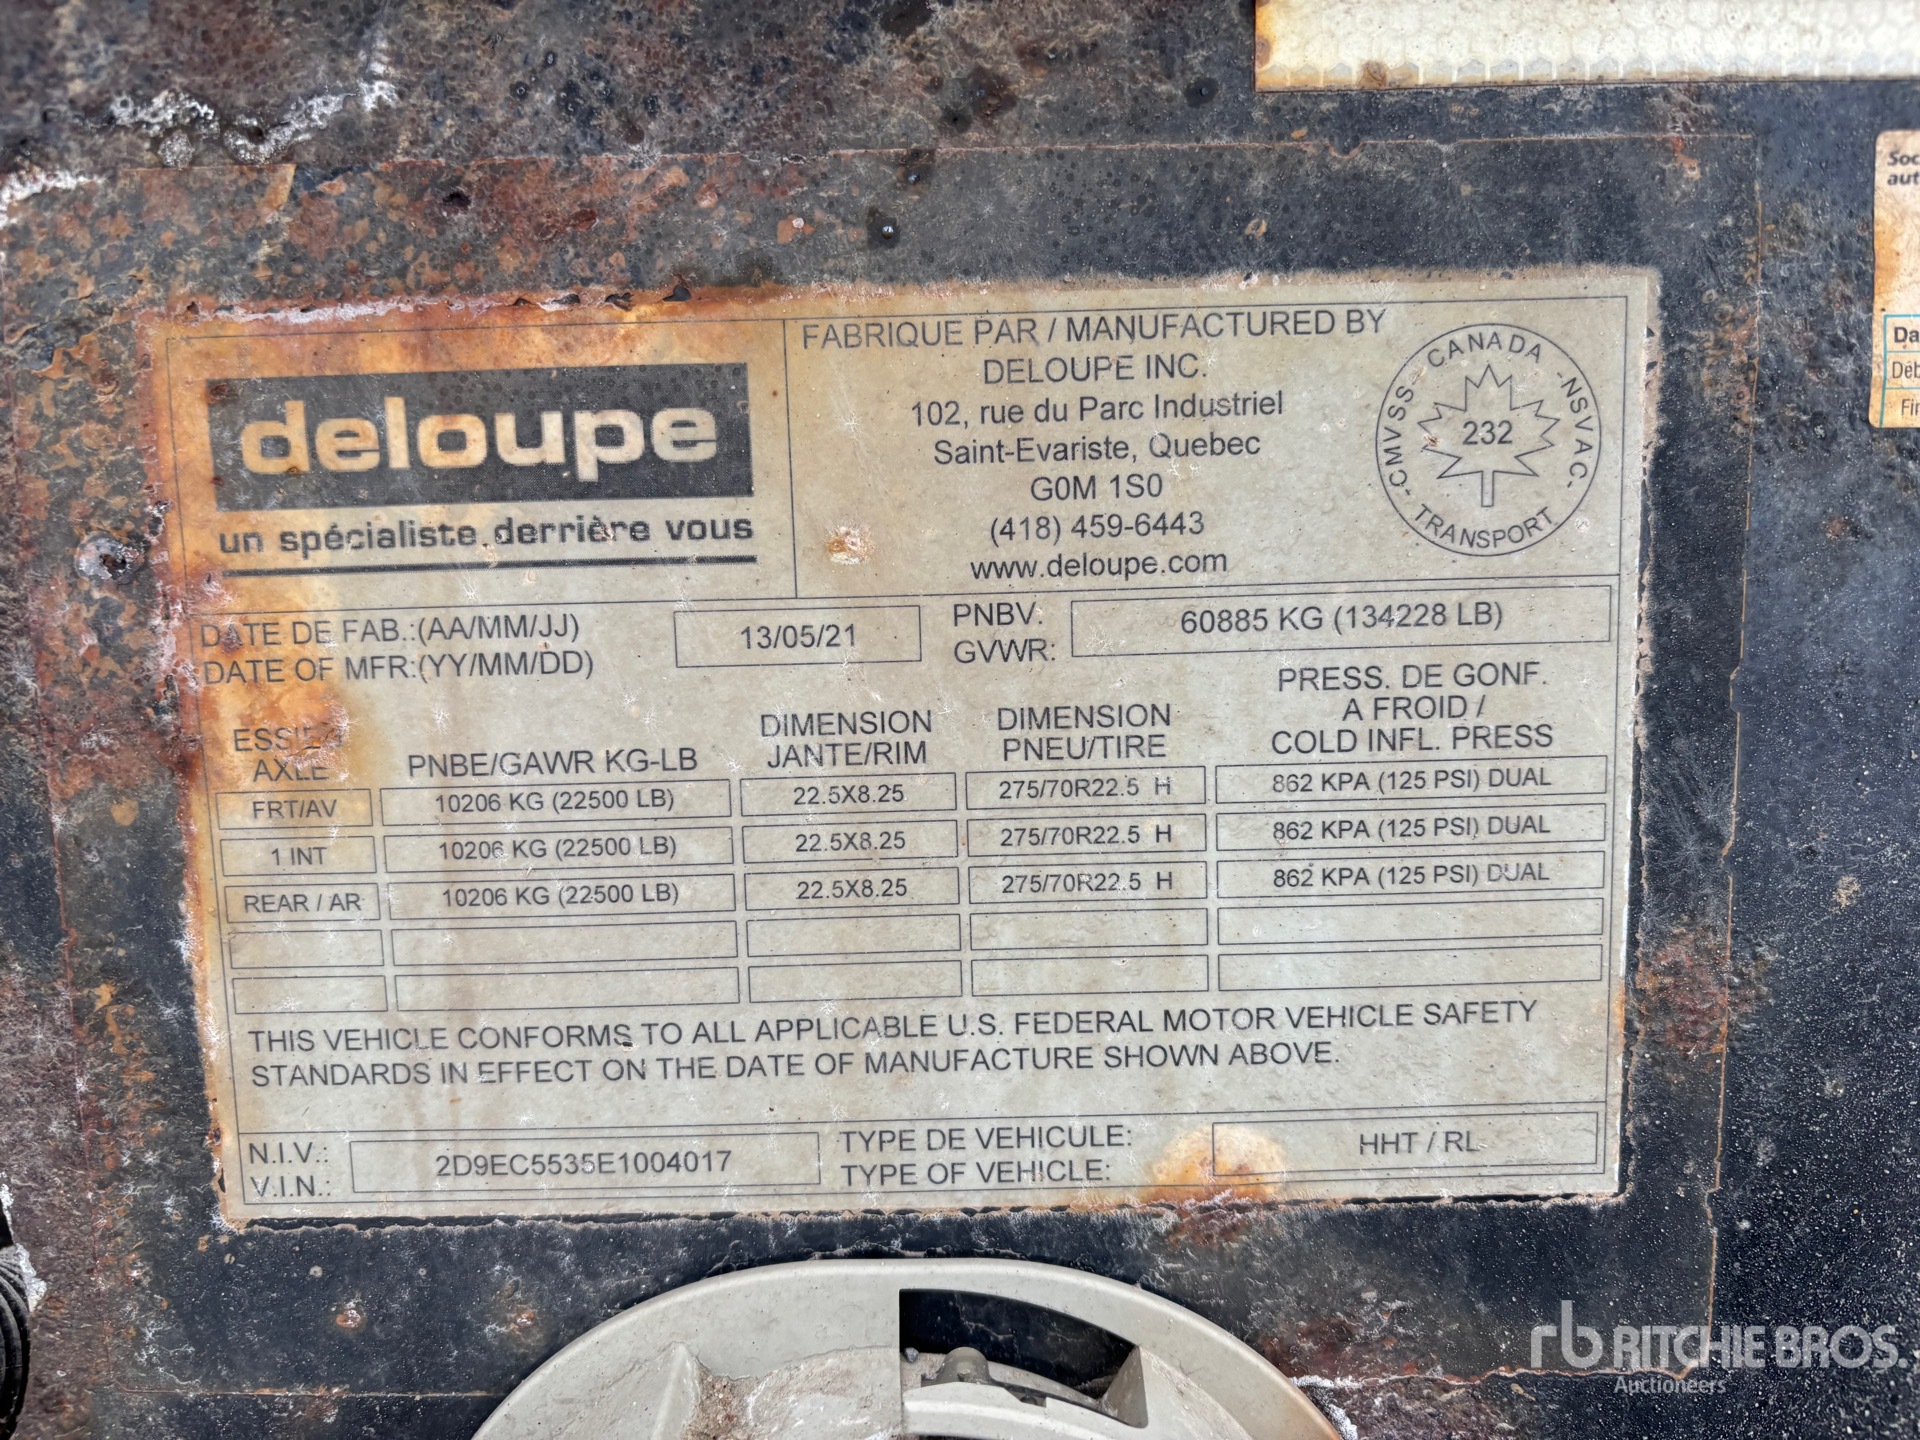 deloupe
un spécialiste derrière vous
FABRIQUE PAR / MANUFACTURED BY
DELOUPE INC.
102, rue du Parc Industriel
Saint-Evariste, Quebec
G0M 1S0
(418) 459-6443
www.deloupe.com
CANADA -NSVAC- TRANSPORT -CMVSS-
232
DATE DE FAB.:(AA/MM/JJ)
DATE OF MFR:(YY/MM/DD)
13/05/21
PNBV:
GVWR:
60885 KG (134228 LB)
AXLE
PNBE/GAWR KG-LB
DIMENSION
JANTE/RIM
DIMENSION
PNEU/TIRE
PRESS. DE GONF.
A FROID /
COLD INFL. PRESS
FRT/AV 10206 KG (22500 LB) 22.5X8.25 275/70R22.5 H 862 KPA (125 PSI) DUAL
1 INT 10206 KG (22500 LB) 22.5X8.25 275/70R22.5 H 862 KPA (125 PSI) DUAL
REAR / AR 10206 KG (22500 LB) 22.5X8.25 275/70R22.5 H 862 KPA (125 PSI) DUAL
THIS VEHICLE CONFORMS TO ALL APPLICABLE U.S. FEDERAL MOTOR VEHICLE SAFETY
STANDARDS IN EFFECT ON THE DATE OF MANUFACTURE SHOWN ABOVE.
N.I.V.:
V.I.N.:
2D9EC5535E1004017
TYPE DE VEHICULE:
TYPE OF VEHICLE:
HHT / RL
rb RITCHIE BROS.
Auctioneers